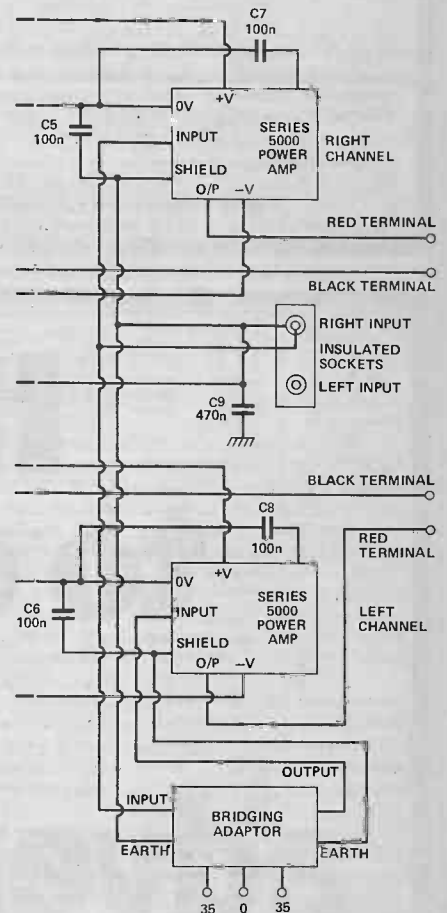 C7
100n
C5
100n
0V
+V
INPUT
SHIELD
O/P –V
SERIES
5000
POWER
AMP
RIGHT
CHANNEL
RED TERMINAL
BLACK TERMINAL
RIGHT INPUT
INSULATED
SOCKETS
LEFT INPUT
C9
470n
BLACK TERMINAL
RED
TERMINAL
C8
100n
C6
100n
0V
+V
INPUT
SHIELD
O/P –V
SERIES
5000
POWER
AMP
LEFT
CHANNEL
OUTPUT
INPUT
EARTH
BRIDGING
ADAPTOR
EARTH
35 0 35